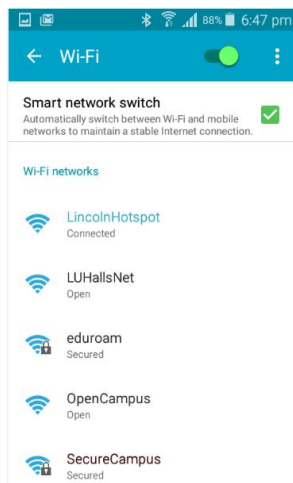 88% 6:47 pm
Wi-Fi
Smart network switch
Automatically switch between Wi-Fi and mobile
networks to maintain a stable Internet connection.
Wi-Fi networks
LincolnHotspot
Connected
LUHallsNet
Open
eduroam
Secured
OpenCampus
Open
SecureCampus
Secured